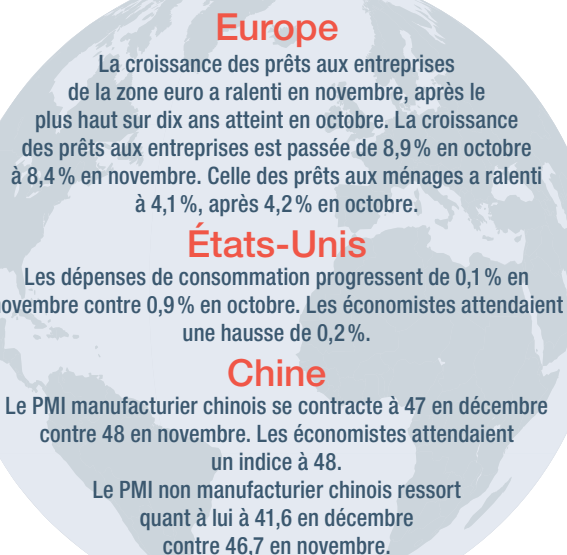 Europe
La croissance des prêts aux entreprises
de la zone euro a ralenti en novembre, après le
plus haut sur dix ans atteint en octobre. La croissance
des prêts aux entreprises est passée de 8,9 % en octobre
à 8,4 % en novembre. Celle des prêts aux ménages a ralenti
à 4,1 %, après 4,2 % en octobre.
États-Unis
Les dépenses de consommation progressent de 0,1 % en
novembre contre 0,9 % en octobre. Les économistes attendaient
une hausse de 0,2 %.
Chine
Le PMI manufacturier chinois se contracte à 47 en décembre
contre 48 en novembre. Les économistes attendaient
un indice à 48.
Le PMI non manufacturier chinois ressort
quant à lui à 41,6 en décembre
contre 46,7 en novembre.